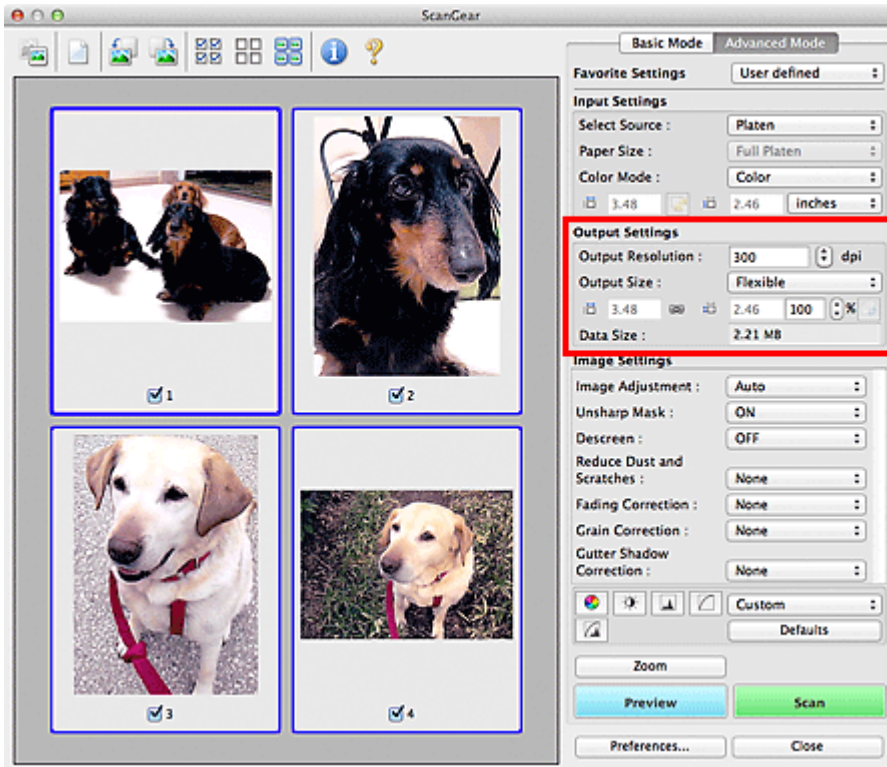 ScanGear
Basic Mode Advanced Mode
Favorite Settings User defined
Input Settings
Select Source : Platen
Paper Size : Full Platen
Color Mode : Color
3.48 2.46 inches
Output Settings
Output Resolution : 300 dpi
Output Size : Flexible
3.48 2.46 100 %
Data Size : 2.21 MB
Image Settings
Image Adjustment : Auto
Unsharp Mask : ON
Descreen : OFF
Reduce Dust and
Scratches : None
Fading Correction : None
Grain Correction : None
Gutter Shadow
Correction : None
Custom
Defaults
Zoom
Preview Scan
Preferences... Close
1
2
3
4